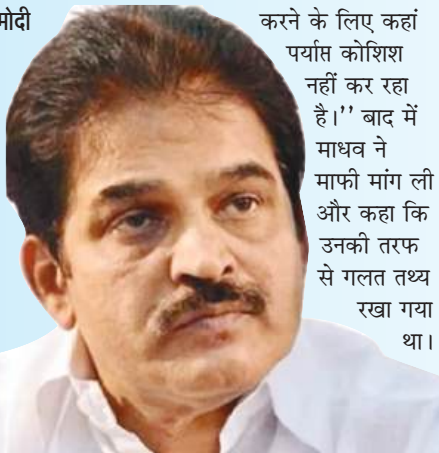 मोदी
करने के लिए कहां
पर्याप्त कोशिश
नहीं कर रहा
है।’’ बाद में
माधव ने
माफी मांग ली
और कहा कि
उनकी तरफ
से गलत तथ्य
रखा गया
था।